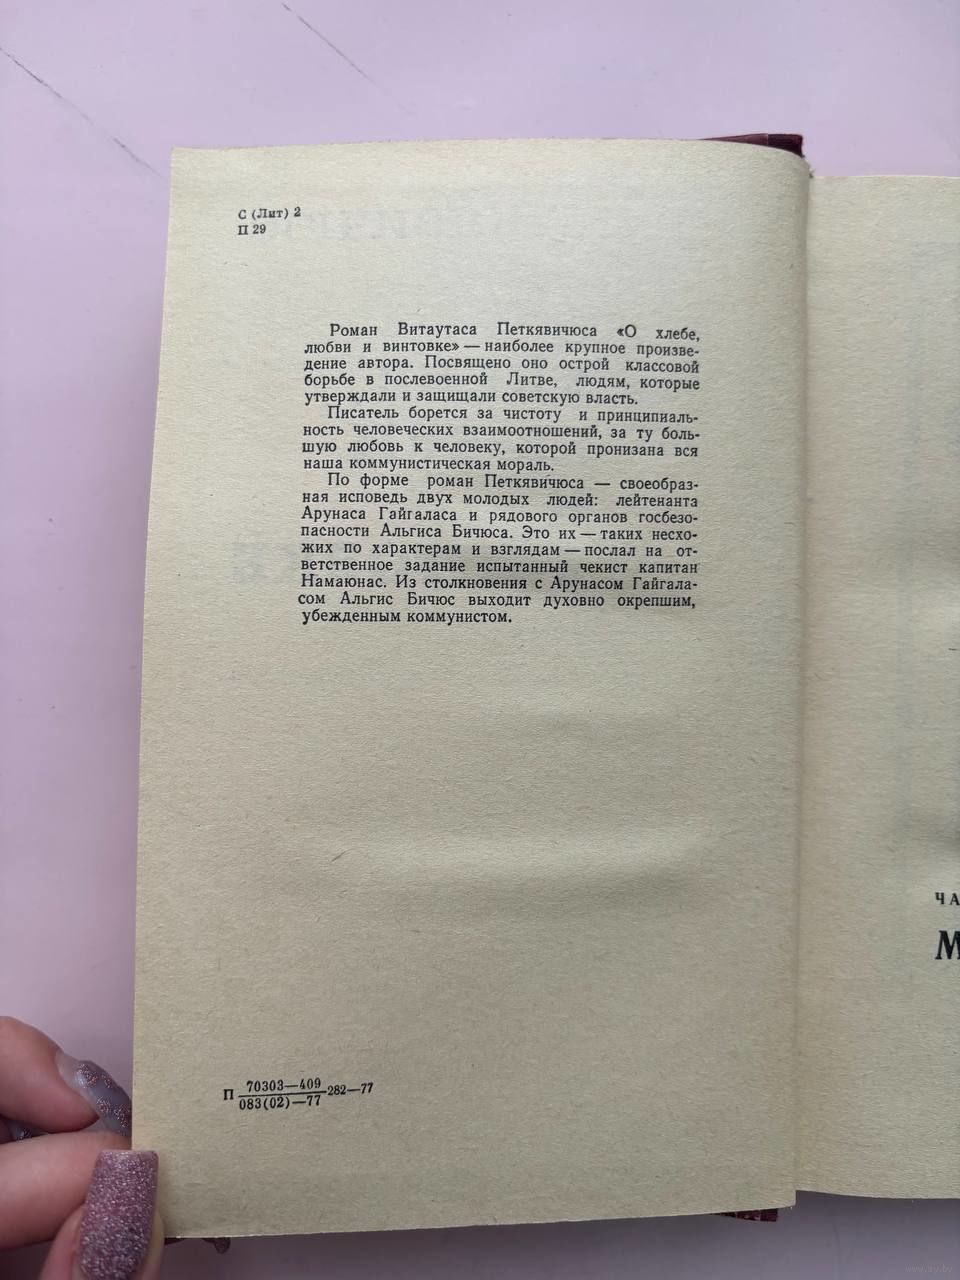 С (Лит) 2
П 29
Роман Витаутаса Петкявичюса «О хлебе,
любви и винтовке» — наиболее крупное произве-
дение автора. Посвящено оно острой классовой
борьбе в послевоенной Литве, людям, которые
утверждали и защищали советскую власть.
Писатель борется за чистоту и принципиаль-
ность человеческих взаимоотношений, за ту боль-
шую любовь к человеку, которой пронизана вся
наша коммунистическая мораль.
По форме роман Петкявичюса — своеобраз-
ная исповедь двух молодых людей: лейтенанта
Арунаса Гайгаласа и рядового органов госбезо-
пасности Альгиса Бичюса. Это их — таких несхо-
жих по характерам и взглядам — послал на от-
ветственное задание испытанный чекист капитан
Намаюнас. Из столкновения с Арунасом Гайгала-
сом Альгис Бичюс выходит духовно окрепшим,
убежденным коммунистом.
П 70303—409 282—77
083(02)—77
ЧА
М